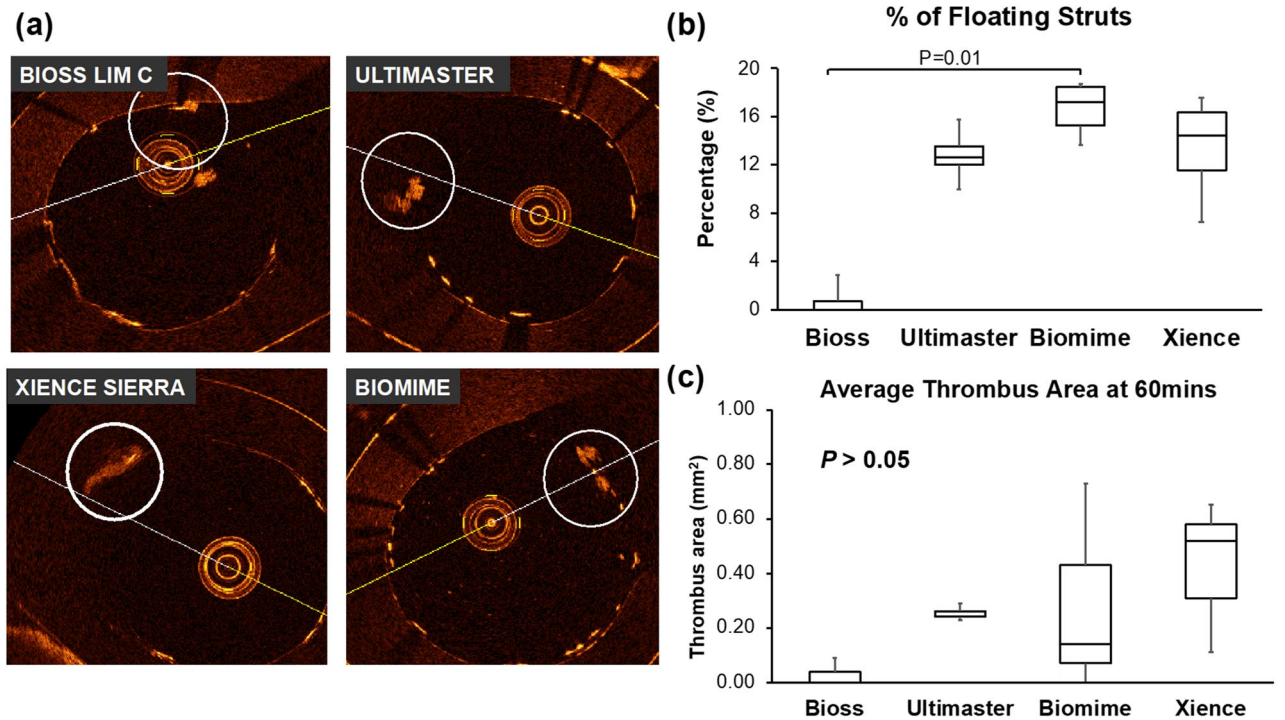 (a)
BIOSS LIM C
ULTIMASTER
XIENCE SIERRA
BIOMIME
(b)
% of Floating Struts
P=0.01
Percentage (%)
20
16
12
8
4
0
Bioss Ultimaster Biomime Xience
(c)
Average Thrombus Area at 60mins
P > 0.05
Thrombus area (mm²)
1.00
0.80
0.60
0.40
0.20
0.00
Bioss Ultimaster Biomime Xience